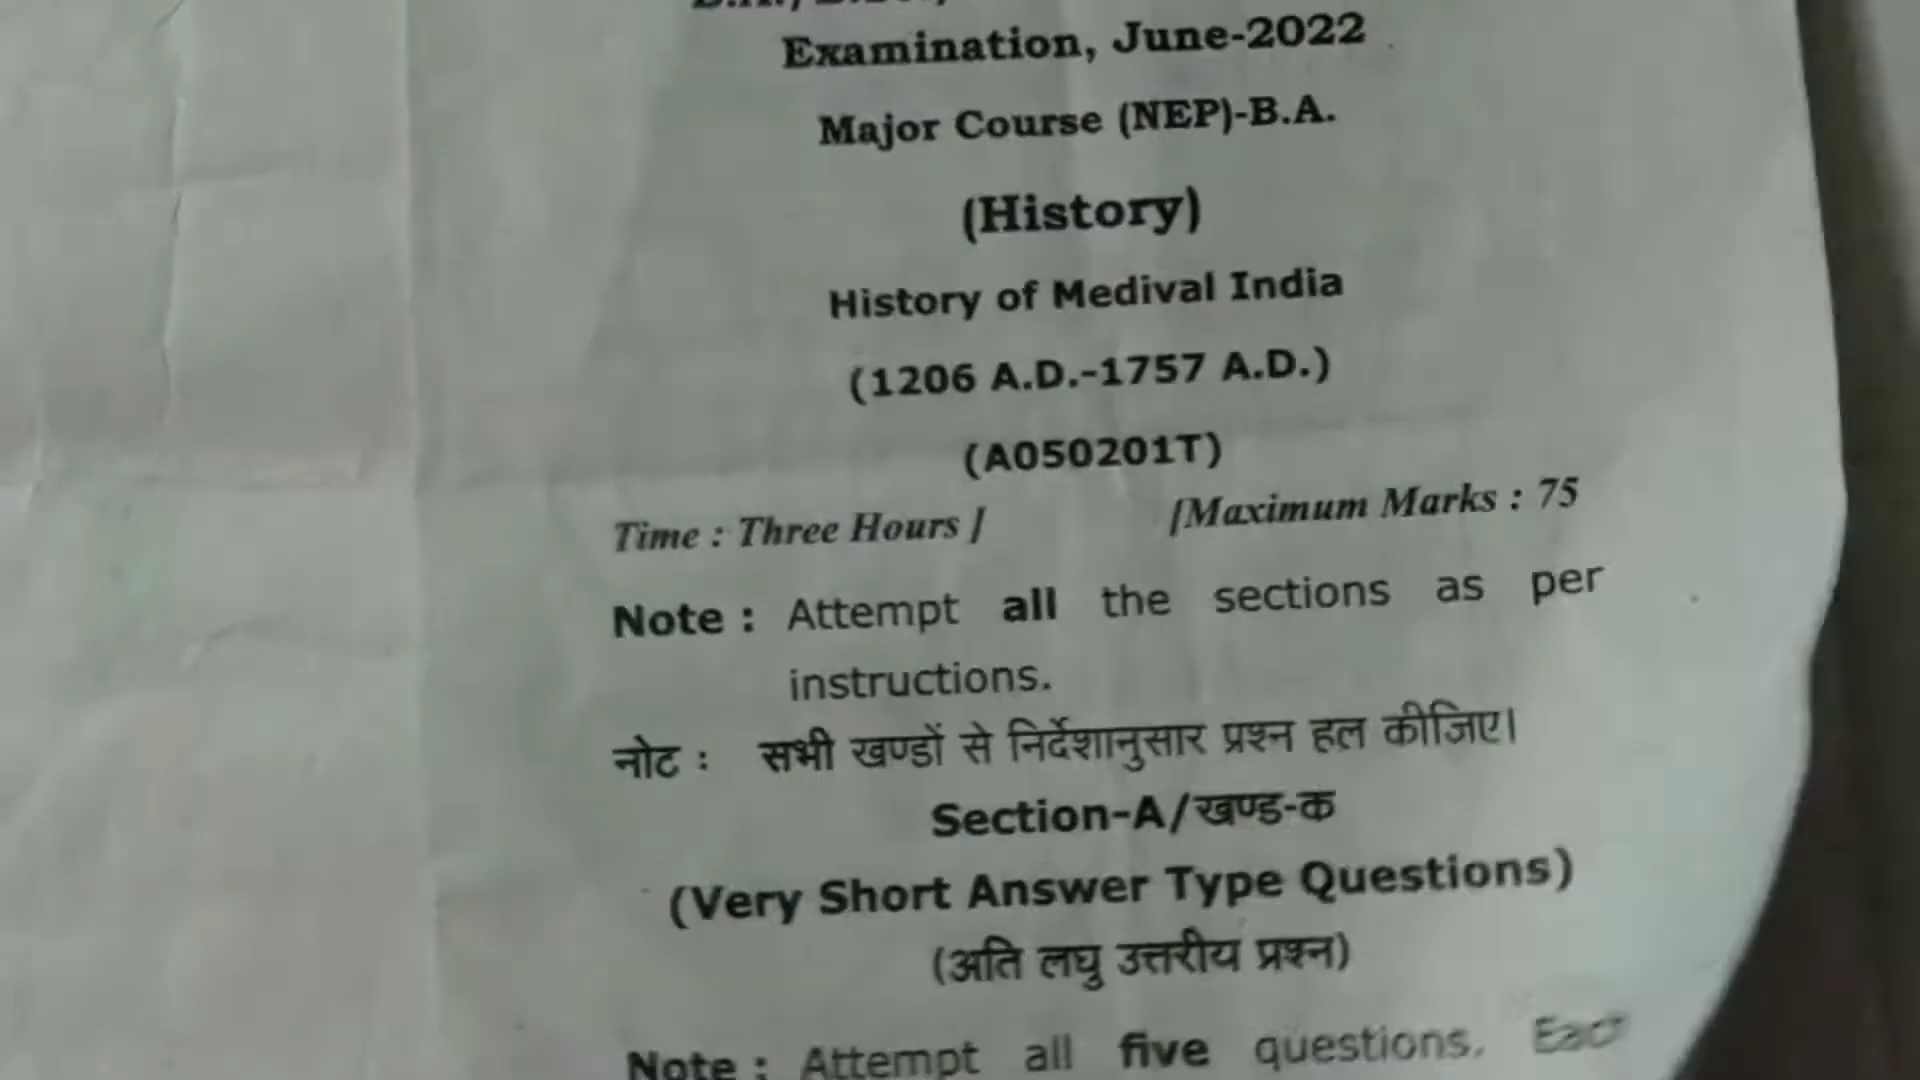 Examination, June-2022
Major Course (NEP)-B.A.
(History)
History of Medival India
(1206 A.D.-1757 A.D.)
(A050201T)
Time : Three Hours ] [Maximum Marks : 75
Note : Attempt all the sections as per
instructions.
नोट : सभी खण्डों से निर्देशानुसार प्रश्न हल कीजिए।
Section-A/खण्ड-क
(Very Short Answer Type Questions)
(अति लघु उत्तरीय प्रश्न)
Note : Attempt all five questions.